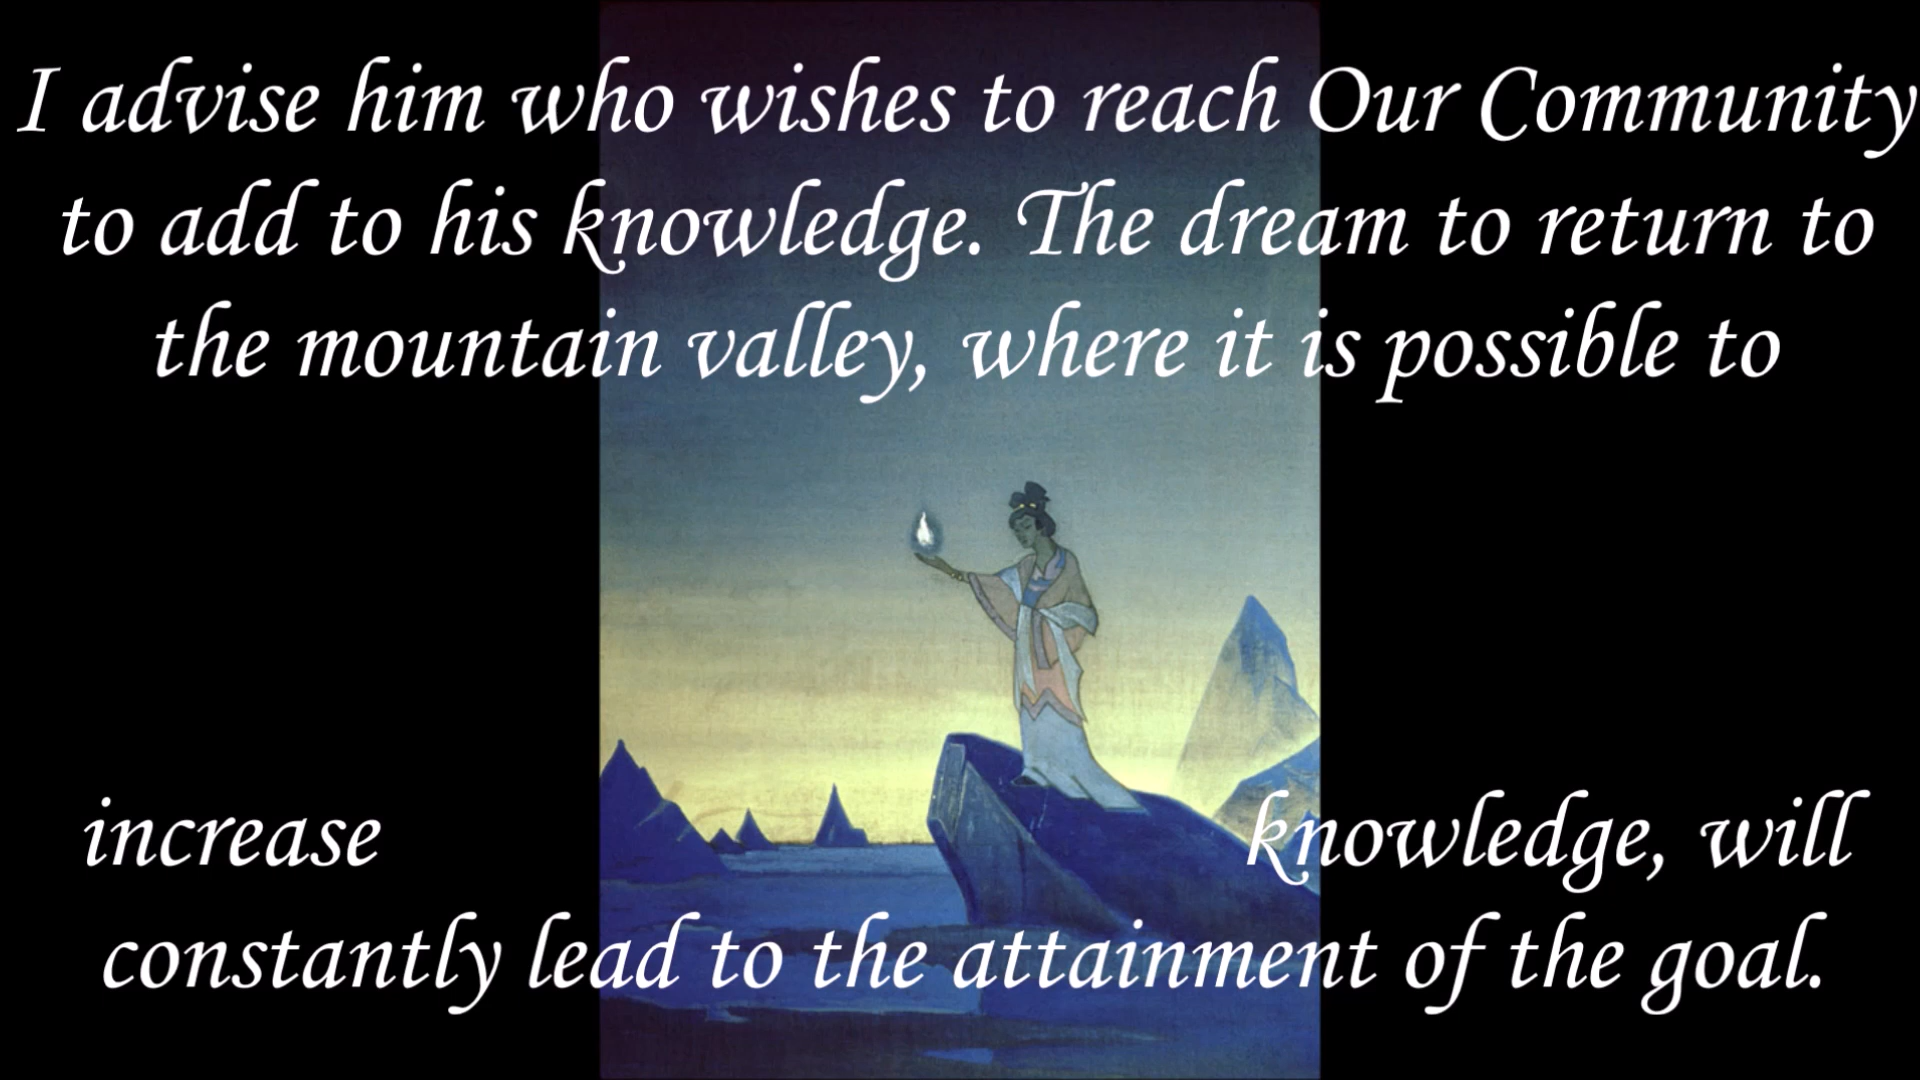 I advise him who wishes to reach Our Community
to add to his knowledge. The dream to return to
the mountain valley, where it is possible to
increase knowledge, will
constantly lead to the attainment of the goal.